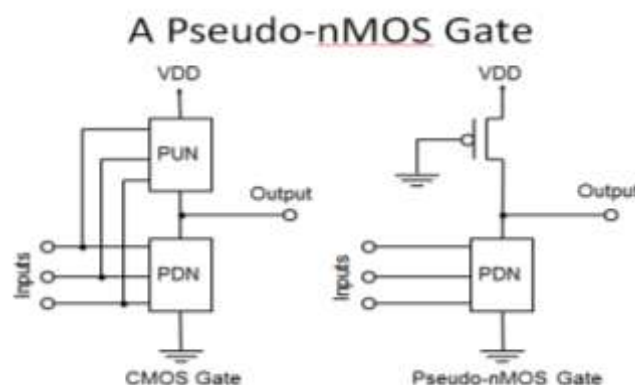 A Pseudo-nMOS Gate
VDD
PUN
Output
Inputs
PDN
CMOS Gate
VDD
Output
Inputs
PDN
Pseudo-nMOS Gate